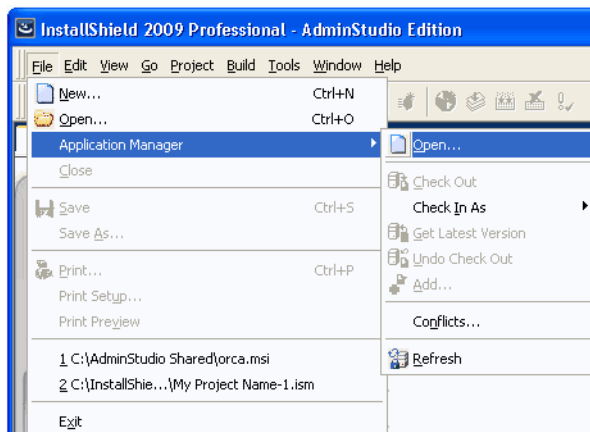 InstallShield 2009 Professional - AdminStudio Edition
File Edit View Go Project Build Tools Window Help
New... Ctrl+N
Open... Ctrl+O
Application Manager
Close
Save Ctrl+S
Save As...
Print... Ctrl+P
Print Setup...
Print Preview
1 C:\AdminStudio Shared\orca.msi
2 C:\InstallShie...\My Project Name-1.ism
Exit
Open...
Check Out
Check In As
Get Latest Version
Undo Check Out
Add...
Conflicts...
Refresh